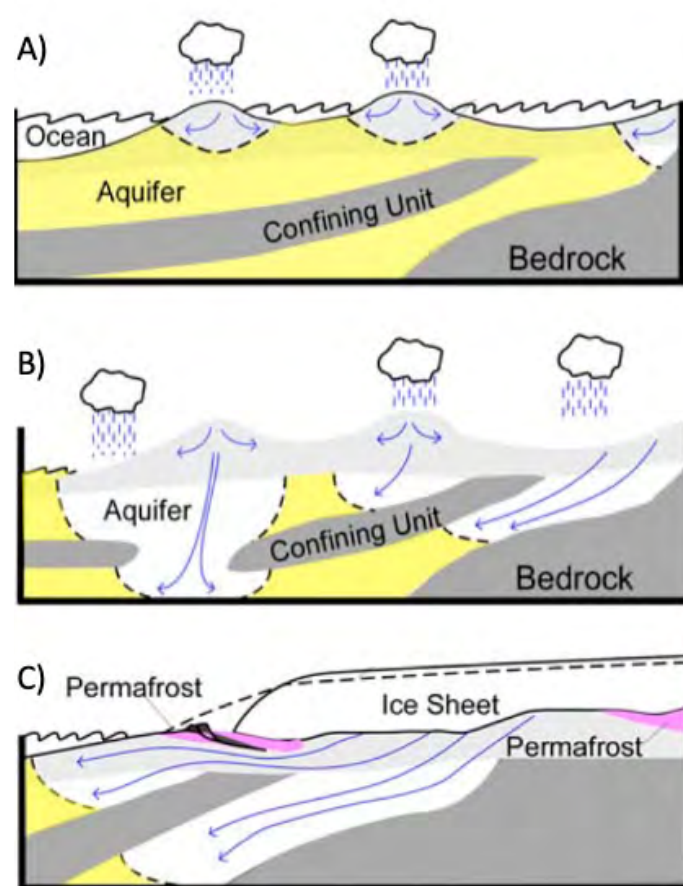 A)
Ocean
Aquifer
Confining Unit
Bedrock
B)
Aquifer
Confining Unit
Bedrock
C)
Permafrost
Ice Sheet
Permafrost